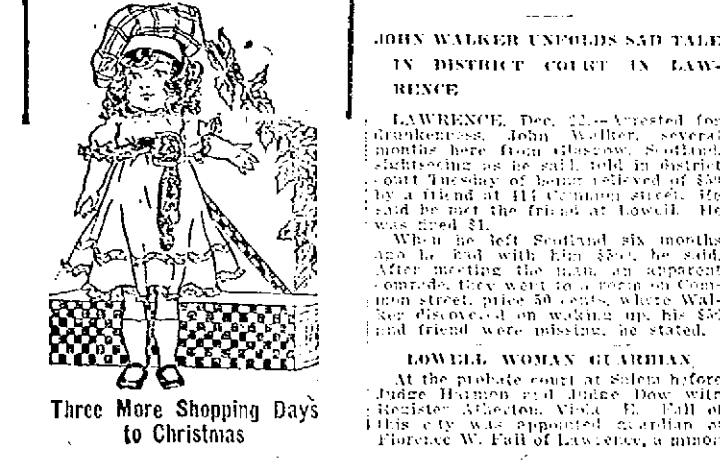 Three More Shopping Days
to Christmas
JOHN WALKER UNFOLDS SAD TALE
IN DISTRICT COURT IN LAW-
RENCE
LAWRENCE, Dec. 22.—Arrested for
drunkenness, John Walker, several
months here from Glasgow, Scotland,
sightseeing as he said, told in district
court Tuesday of being relieved of
by a friend at 414 Common street. He
said he met the friend at Lowell. He
was fined $1.
When he left Scotland six months
ago he had with him he said.
After meeting the man, an apparent
comrade, they went to a room on Com-
mon street, price 50 cents, where Wal-
ker discovered on waking up, his
and friend were missing, he stated.
LOWELL WOMAN GUARDIAN
At the probate court at Salem before
Judge Harmon and Judge Dow with
Register Atherton, Viola E. Fall of
this city was appointed guardian of
Florence W. Fall of Lawrence, a minor